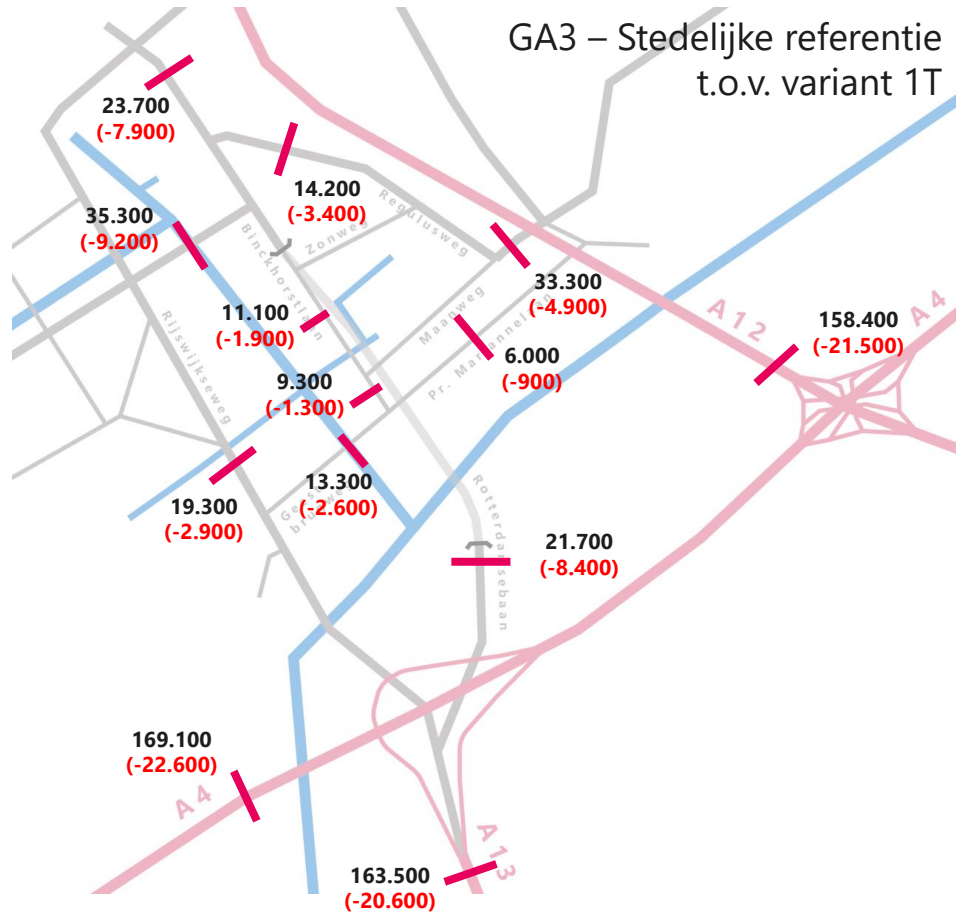 GA3 – Stedelijke referentie
t.o.v. variant 1T
23.700
(-7.900)
14.200
(-3.400)
35.300
(-9.200)
Regulusweg
Zonweg
Binckhorstlaan
33.300
(-4.900)
11.100
(-1.900)
Maanweg
Pr. Mariannelaan
A12
A4
158.400
(-21.500)
6.000
(-900)
Rijswijkseweg
9.300
(-1.300)
13.300
(-2.600)
19.300
(-2.900)
Rotterdamsebaan
21.700
(-8.400)
169.100
(-22.600)
A4
A13
163.500
(-20.600)